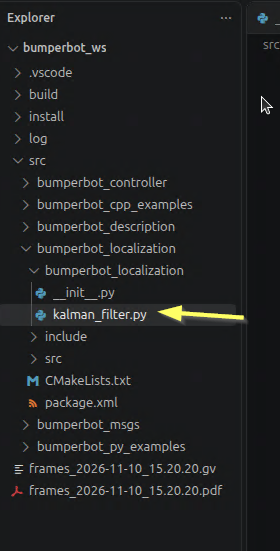 Explorer
bumperbot_ws
.vscode
build
install
log
src
bumperbot_controller
bumperbot_cpp_examples
bumperbot_description
bumperbot_localization
bumperbot_localization
__init__.py
kalman_filter.py
include
src
CMakeLists.txt
package.xml
bumperbot_msgs
bumperbot_py_examples
frames_2026-11-10_15.20.20.gv
frames_2026-11-10_15.20.20.pdf
src